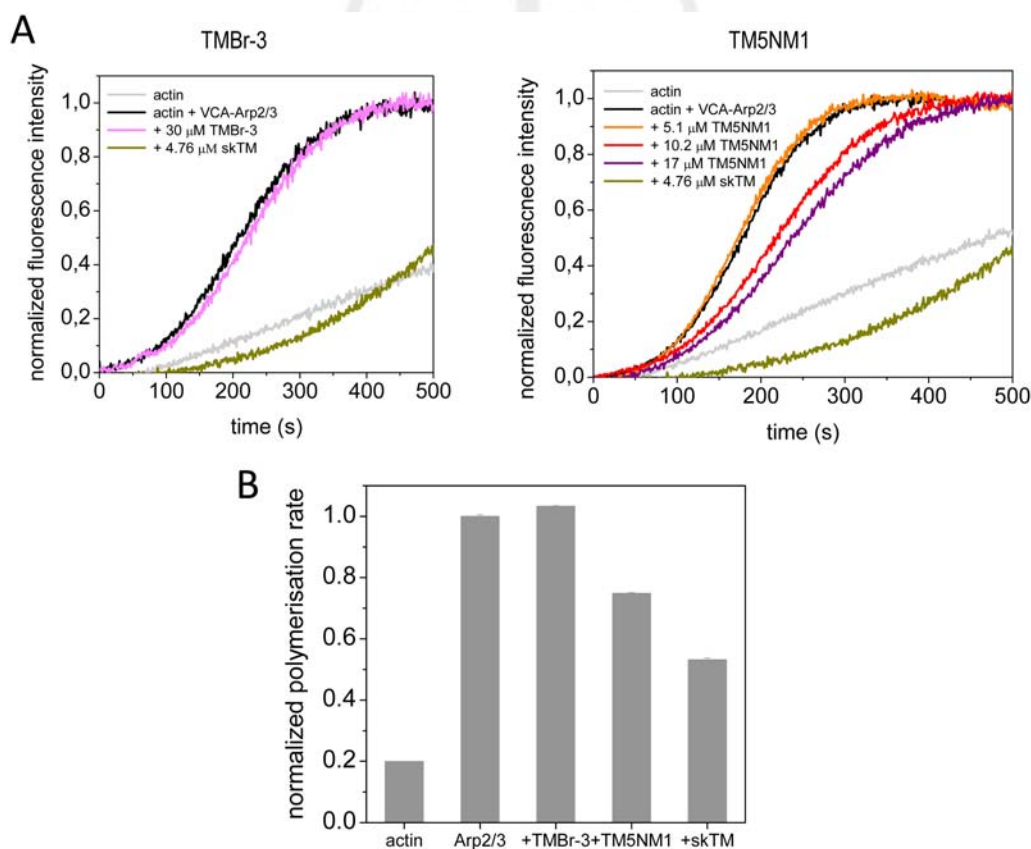 A
TMBr-3
normalized fluorescence intensity
1,0
0,8
0,6
0,4
0,2
0,0
actin
actin + VCA-Arp2/3
+ 30 μM TMBr-3
+ 4.76 μM skTM
0 100 200 300 400 500
time (s)
TM5NM1
normalized fluorescnece intensity
1,0
0,8
0,6
0,4
0,2
0,0
actin
actin + VCA-Arp2/3
+ 5.1 μM TM5NM1
+ 10.2 μM TM5NM1
+ 17 μM TM5NM1
+ 4.76 μM skTM
0 100 200 300 400 500
time (s)
B
normalized polymerisation rate
1.0
0.8
0.6
0.4
0.2
0.0
actin Arp2/3 +TMBr-3+TM5NM1 +skTM